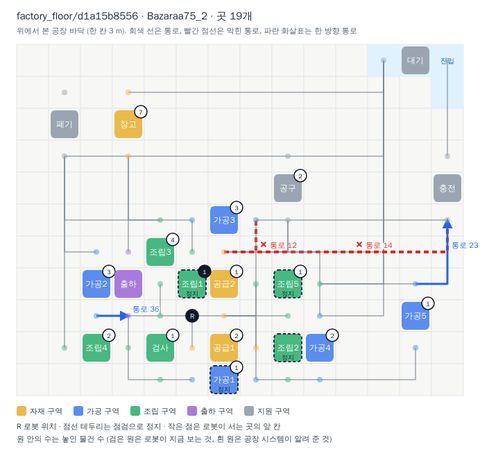 factory_floor/d1a15b8556 · Bazaraa75_2 · 곳 19개
위에서 본 공장 바닥 (한 칸 3 m). 회색 선은 통로, 빨간 점선은 막힌 통로, 파란 화살표는 한 방향 통로
대기
진입
7
폐기
창고
2
공구
충전
3
가공3
4
조립3
통로 12
통로 14
통로 23
3
가공2
출하
1
조립1
정지
1
공급2
1
조립5
정지
통로 36
R
1
가공5
2
조립4
1
검사
2
공급1
조립2
정지
2
가공4
1
가공1
정지
자재 구역
가공 구역
조립 구역
출하 구역
지원 구역
R 로봇 위치 · 점선 테두리는 점검으로 정지 · 작은 점은 로봇이 서는 곳의 앞 칸
원 안의 수는 놓인 물건 수 (검은 원은 로봇이 지금 보는 것, 흰 원은 공장 시스템이 알려 준 것)